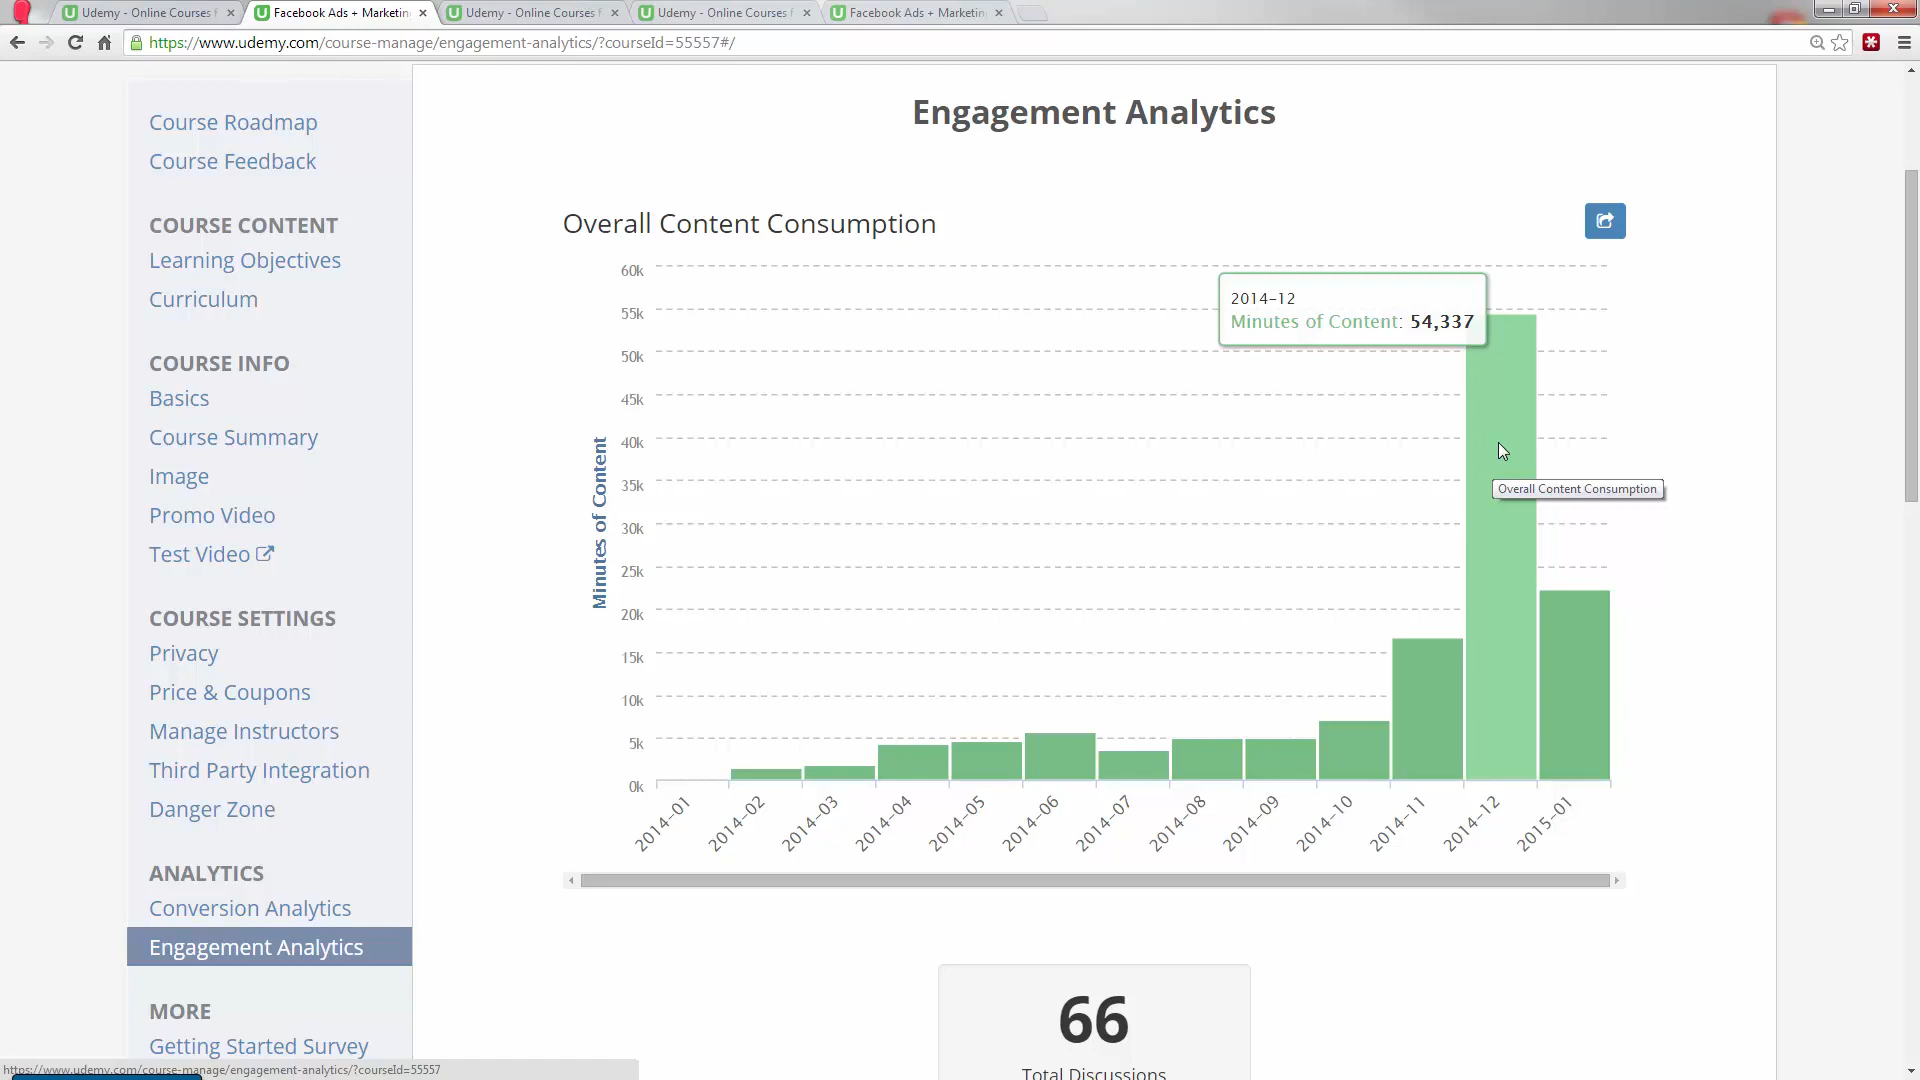 Udemy - Online Courses f
Facebook Ads + Marketin
Udemy - Online Courses f
Udemy - Online Courses f
Facebook Ads + Marketin
https://www.udemy.com/course-manage/engagement-analytics/?courseId=55557#/
Course Roadmap
Course Feedback
COURSE CONTENT
Learning Objectives
Curriculum
COURSE INFO
Basics
Course Summary
Image
Promo Video
Test Video
COURSE SETTINGS
Privacy
Price & Coupons
Manage Instructors
Third Party Integration
Danger Zone
ANALYTICS
Conversion Analytics
Engagement Analytics
MORE
Getting Started Survey
https://www.udemy.com/course-manage/engagement-analytics/?courseId=55557
Engagement Analytics
Overall Content Consumption
60k
55k
50k
45k
40k
35k
30k
25k
20k
15k
10k
5k
0k
Minutes of Content
2014-12
Minutes of Content: 54,337
Overall Content Consumption
2014-01
2014-02
2014-03
2014-04
2014-05
2014-06
2014-07
2014-08
2014-09
2014-10
2014-11
2014-12
2015-01
66
Total Discussions